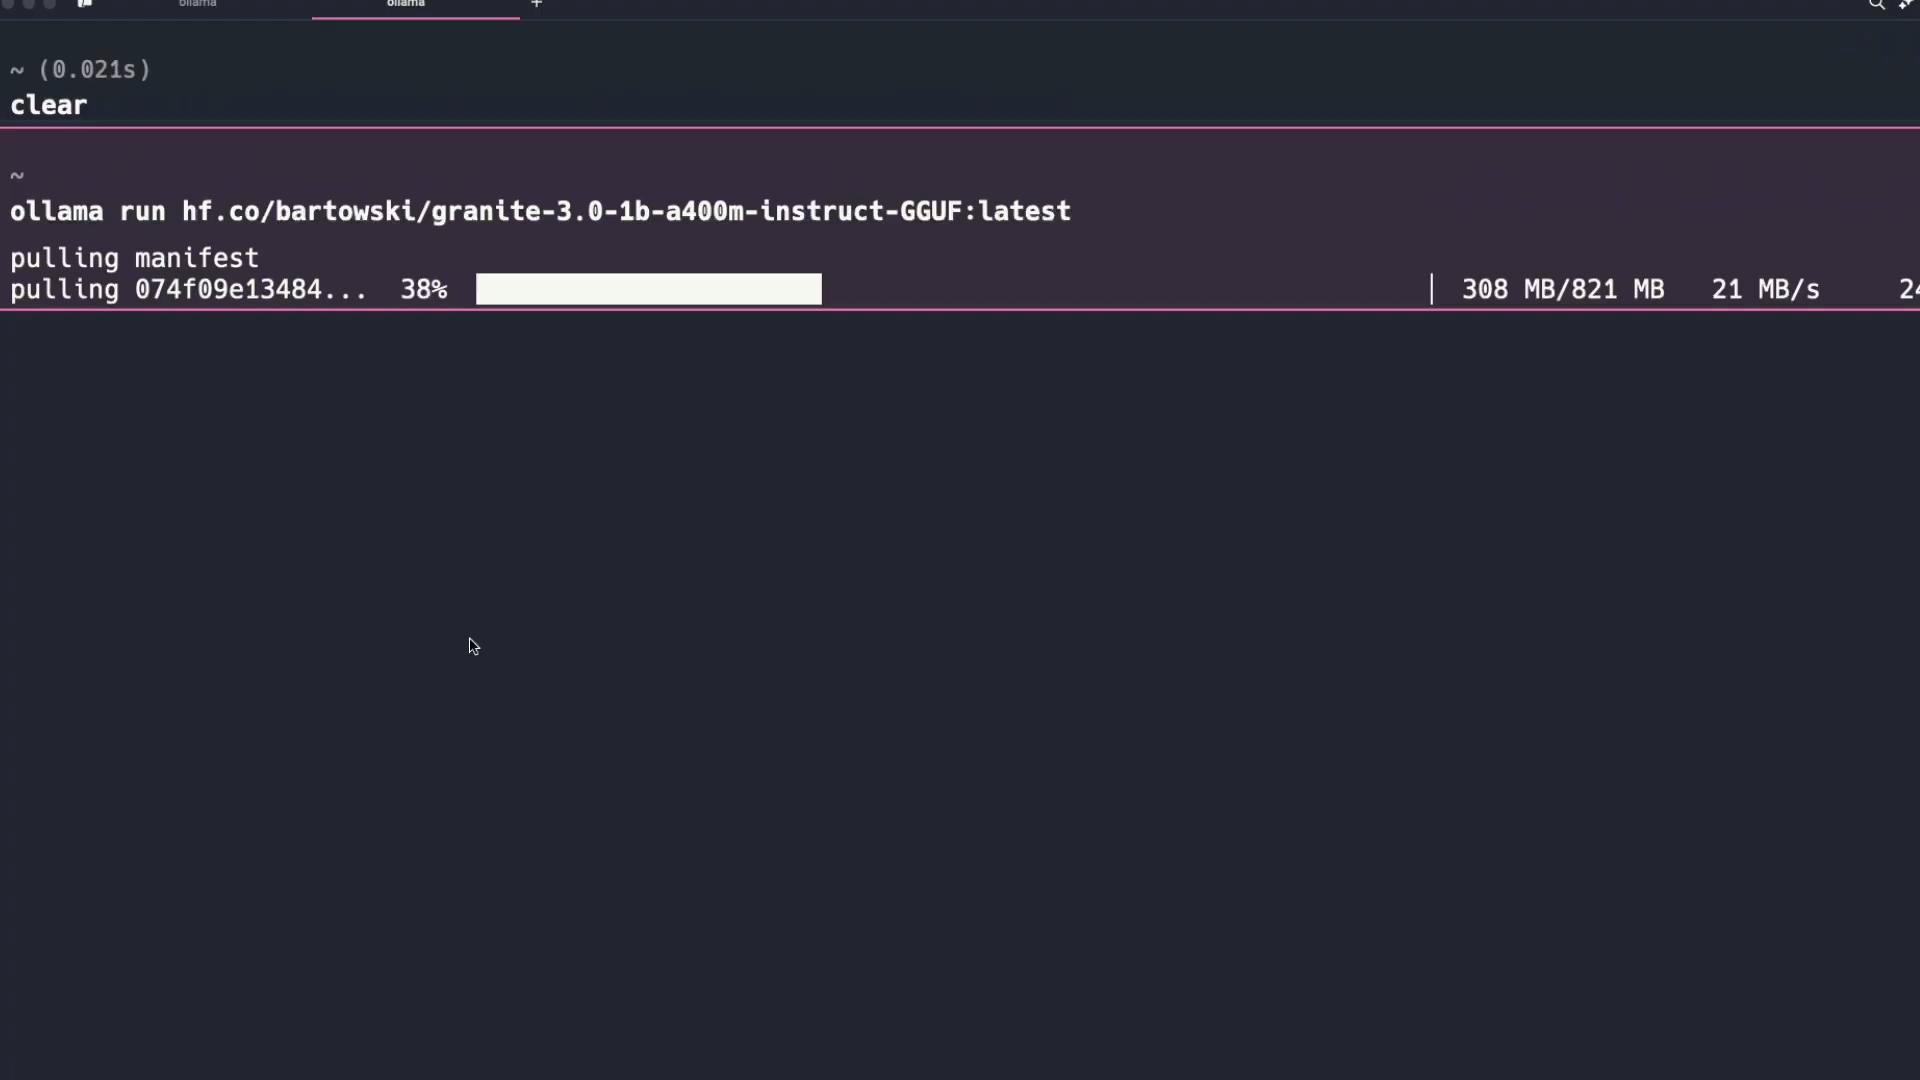 ollama ollama +
~ (0.021s)
clear
~
ollama run hf.co/bartowski/granite-3.0-1b-a400m-instruct-GGUF:latest
pulling manifest
pulling 074f09e13484... 38% 308 MB/821 MB 21 MB/s 24